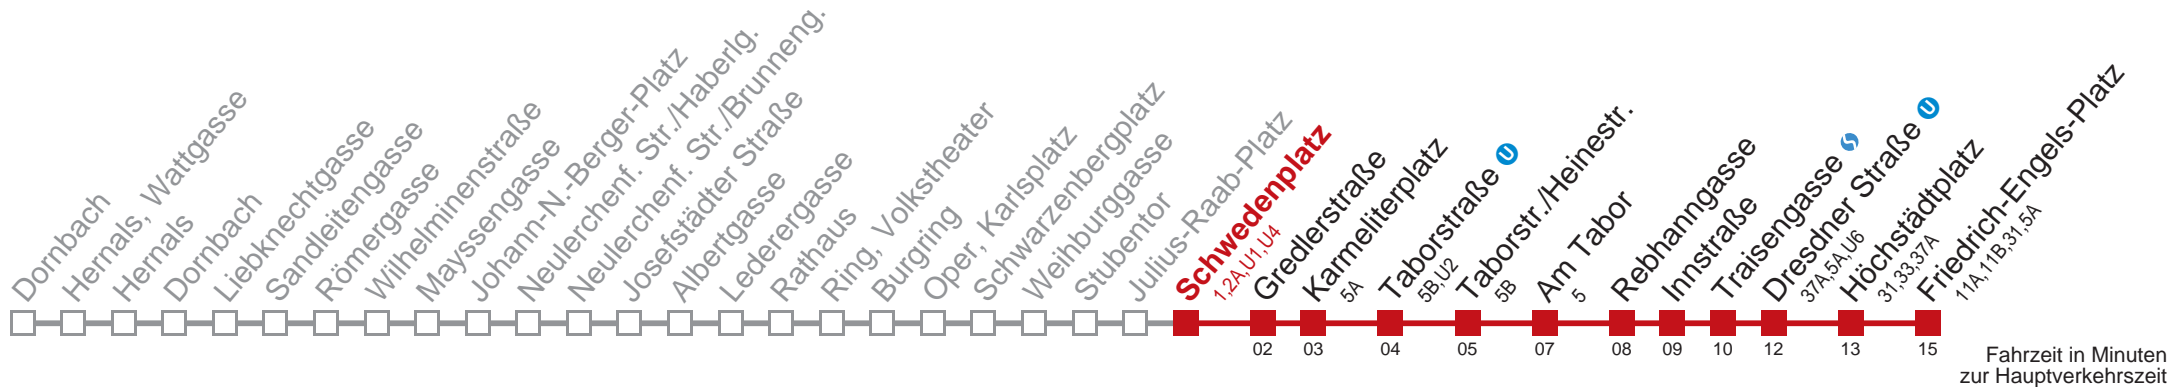 Dornbach
Hernals, Wattgasse
Hernals
Dornbach
Liebknechtgasse
Sandleitengasse
Römergasse
Wilhelminenstraße
Mayssengasse
Johann-N.-Berger-Platz
Neulerchenf. Str./Haberlg.
Neulerchenf. Str./Brunneng.
Josefstädter Straße
Albertgasse
Lederergasse
Rathaus
Ring, Volkstheater
Burgring
Oper, Karlsplatz
Schwarzenbergplatz
Weihburggasse
Stubentor
Julius-Raab-Platz
Schwedenplatz
1,2A,U1,U4
Gredlerstraße
Karmeliterplatz
5A
Taborstraße U
5B,U2
Taborstr./Heinestr.
5B
Am Tabor
5
Rebhanngasse
Innstraße
Traisengasse
Dresdner Straße U
37A,5A,U6
Höchstädtplatz
31,33,37A
Friedrich-Engels-Platz
11A,11B,31,5A
02 03 04 05 07 08 09 10 12 13 15
Fahrzeit in Minuten
zur Hauptverkehrszeit